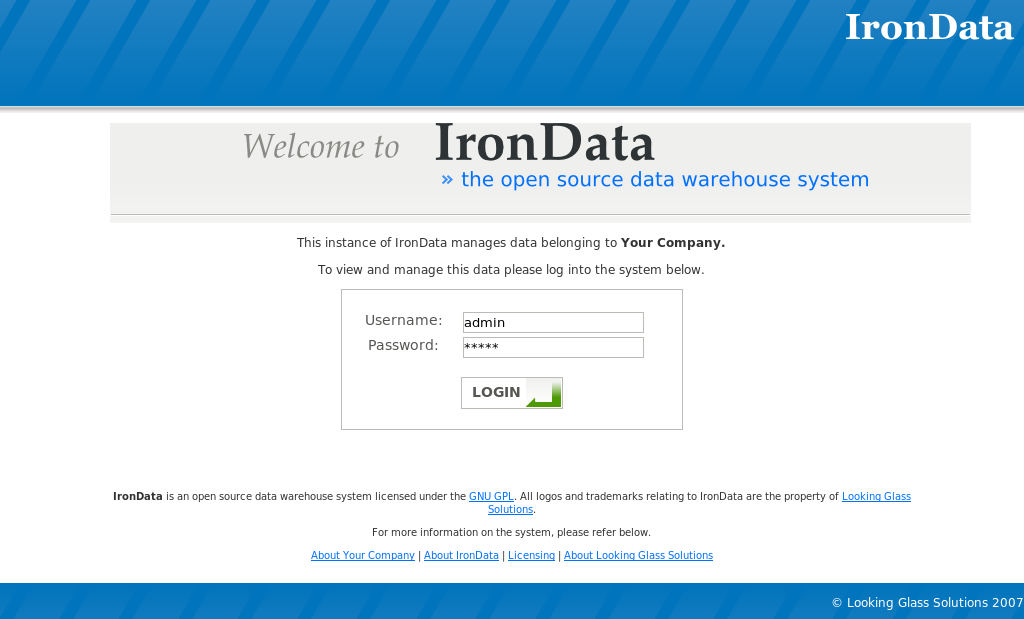 IronData
Welcome to IronData
» the open source data warehouse system
This instance of IronData manages data belonging to Your Company.
To view and manage this data please log into the system below.
Username: admin
Password: *****
LOGIN
IronData is an open source data warehouse system licensed under the GNU GPL. All logos and trademarks relating to IronData are the property of Looking Glass
Solutions.
For more information on the system, please refer below.
About Your Company | About IronData | Licensing | About Looking Glass Solutions
© Looking Glass Solutions 2007